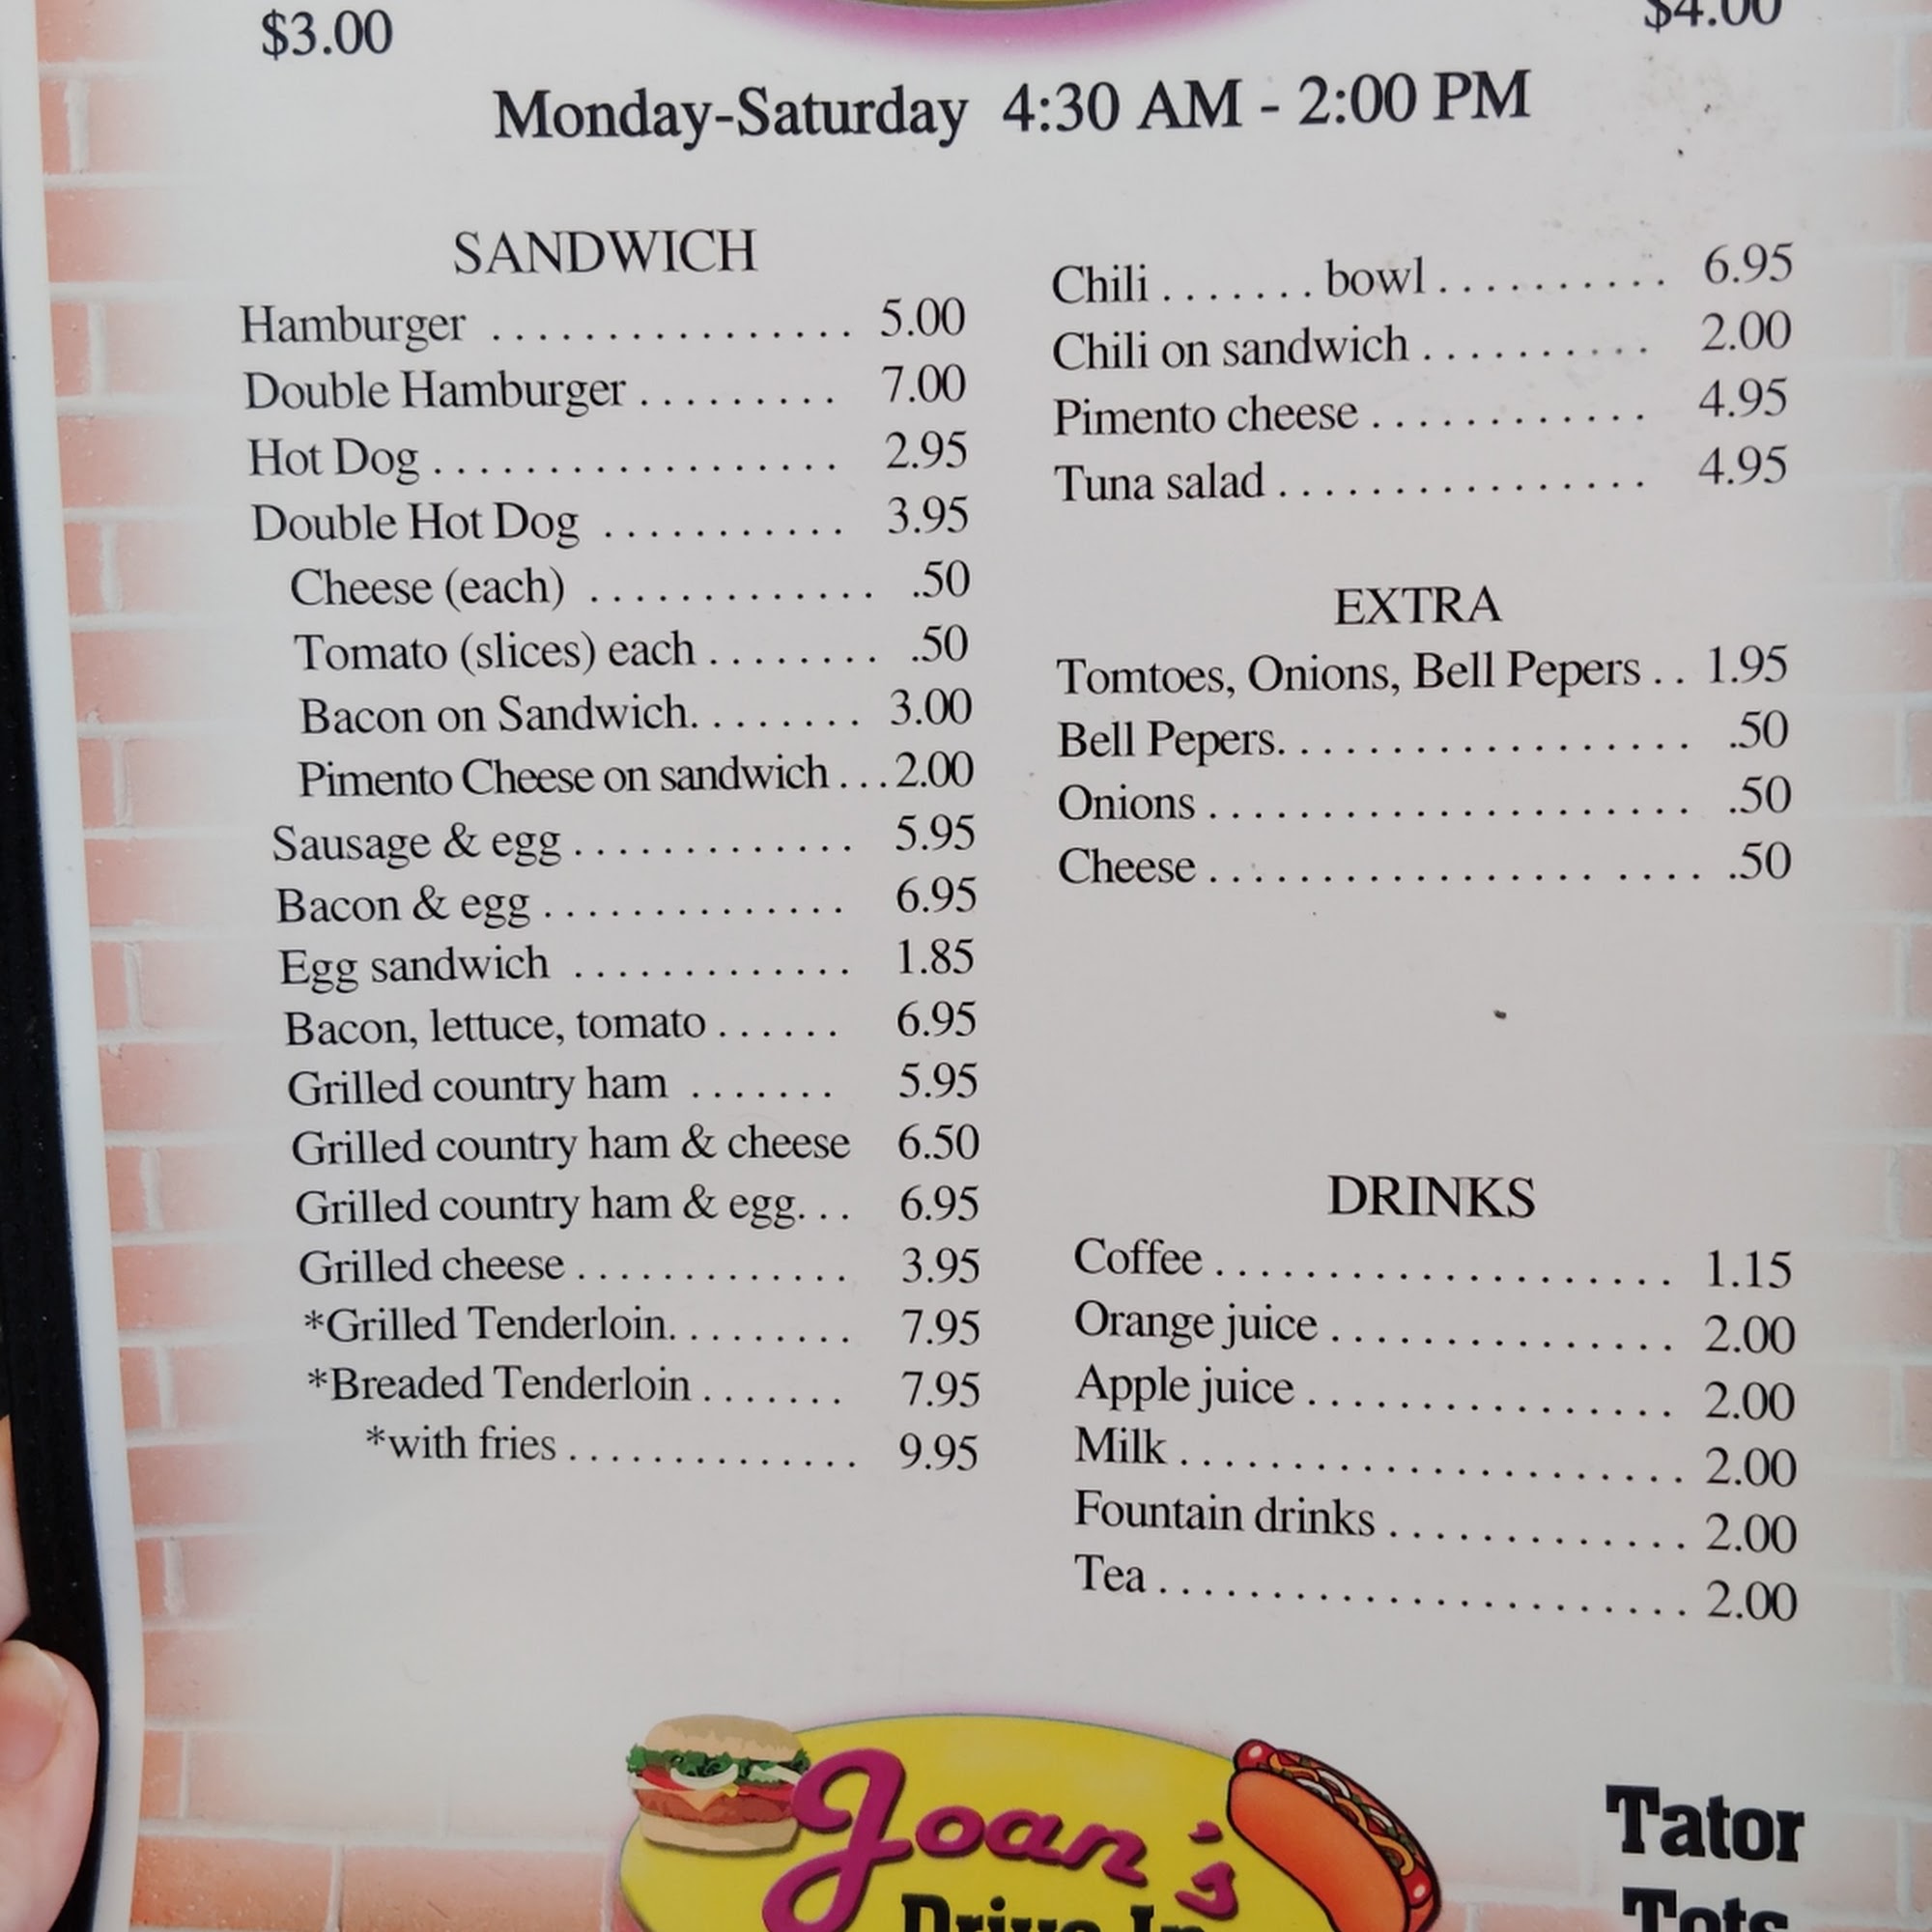 $3.00
$4.00
Monday-Saturday 4:30 AM - 2:00 PM
SANDWICH
Hamburger ................ 5.00
Double Hamburger ......... 7.00
Hot Dog .................. 2.95
Double Hot Dog ........... 3.95
Cheese (each) ............. .50
Tomato (slices) each ........ .50
Bacon on Sandwich........ 3.00
Pimento Cheese on sandwich ...2.00
Sausage & egg ............. 5.95
Bacon & egg .............. 6.95
Egg sandwich ............. 1.85
Bacon, lettuce, tomato ...... 6.95
Grilled country ham ....... 5.95
Grilled country ham & cheese 6.50
Grilled country ham & egg... 6.95
Grilled cheese ............. 3.95
*Grilled Tenderloin......... 7.95
*Breaded Tenderloin ....... 7.95
*with fries .............. 9.95
Chili ....... bowl .......... 6.95
Chili on sandwich .......... 2.00
Pimento cheese ............ 4.95
Tuna salad ................ 4.95
EXTRA
Tomtoes, Onions, Bell Pepers .. 1.95
Bell Pepers................... .50
Onions ..................... .50
Cheese ..................... .50
DRINKS
Coffee ..................... 1.15
Orange juice ............... 2.00
Apple juice ................ 2.00
Milk ....................... 2.00
Fountain drinks ............. 2.00
Tea ........................ 2.00
Joan's
Drive In
Tator
Tots